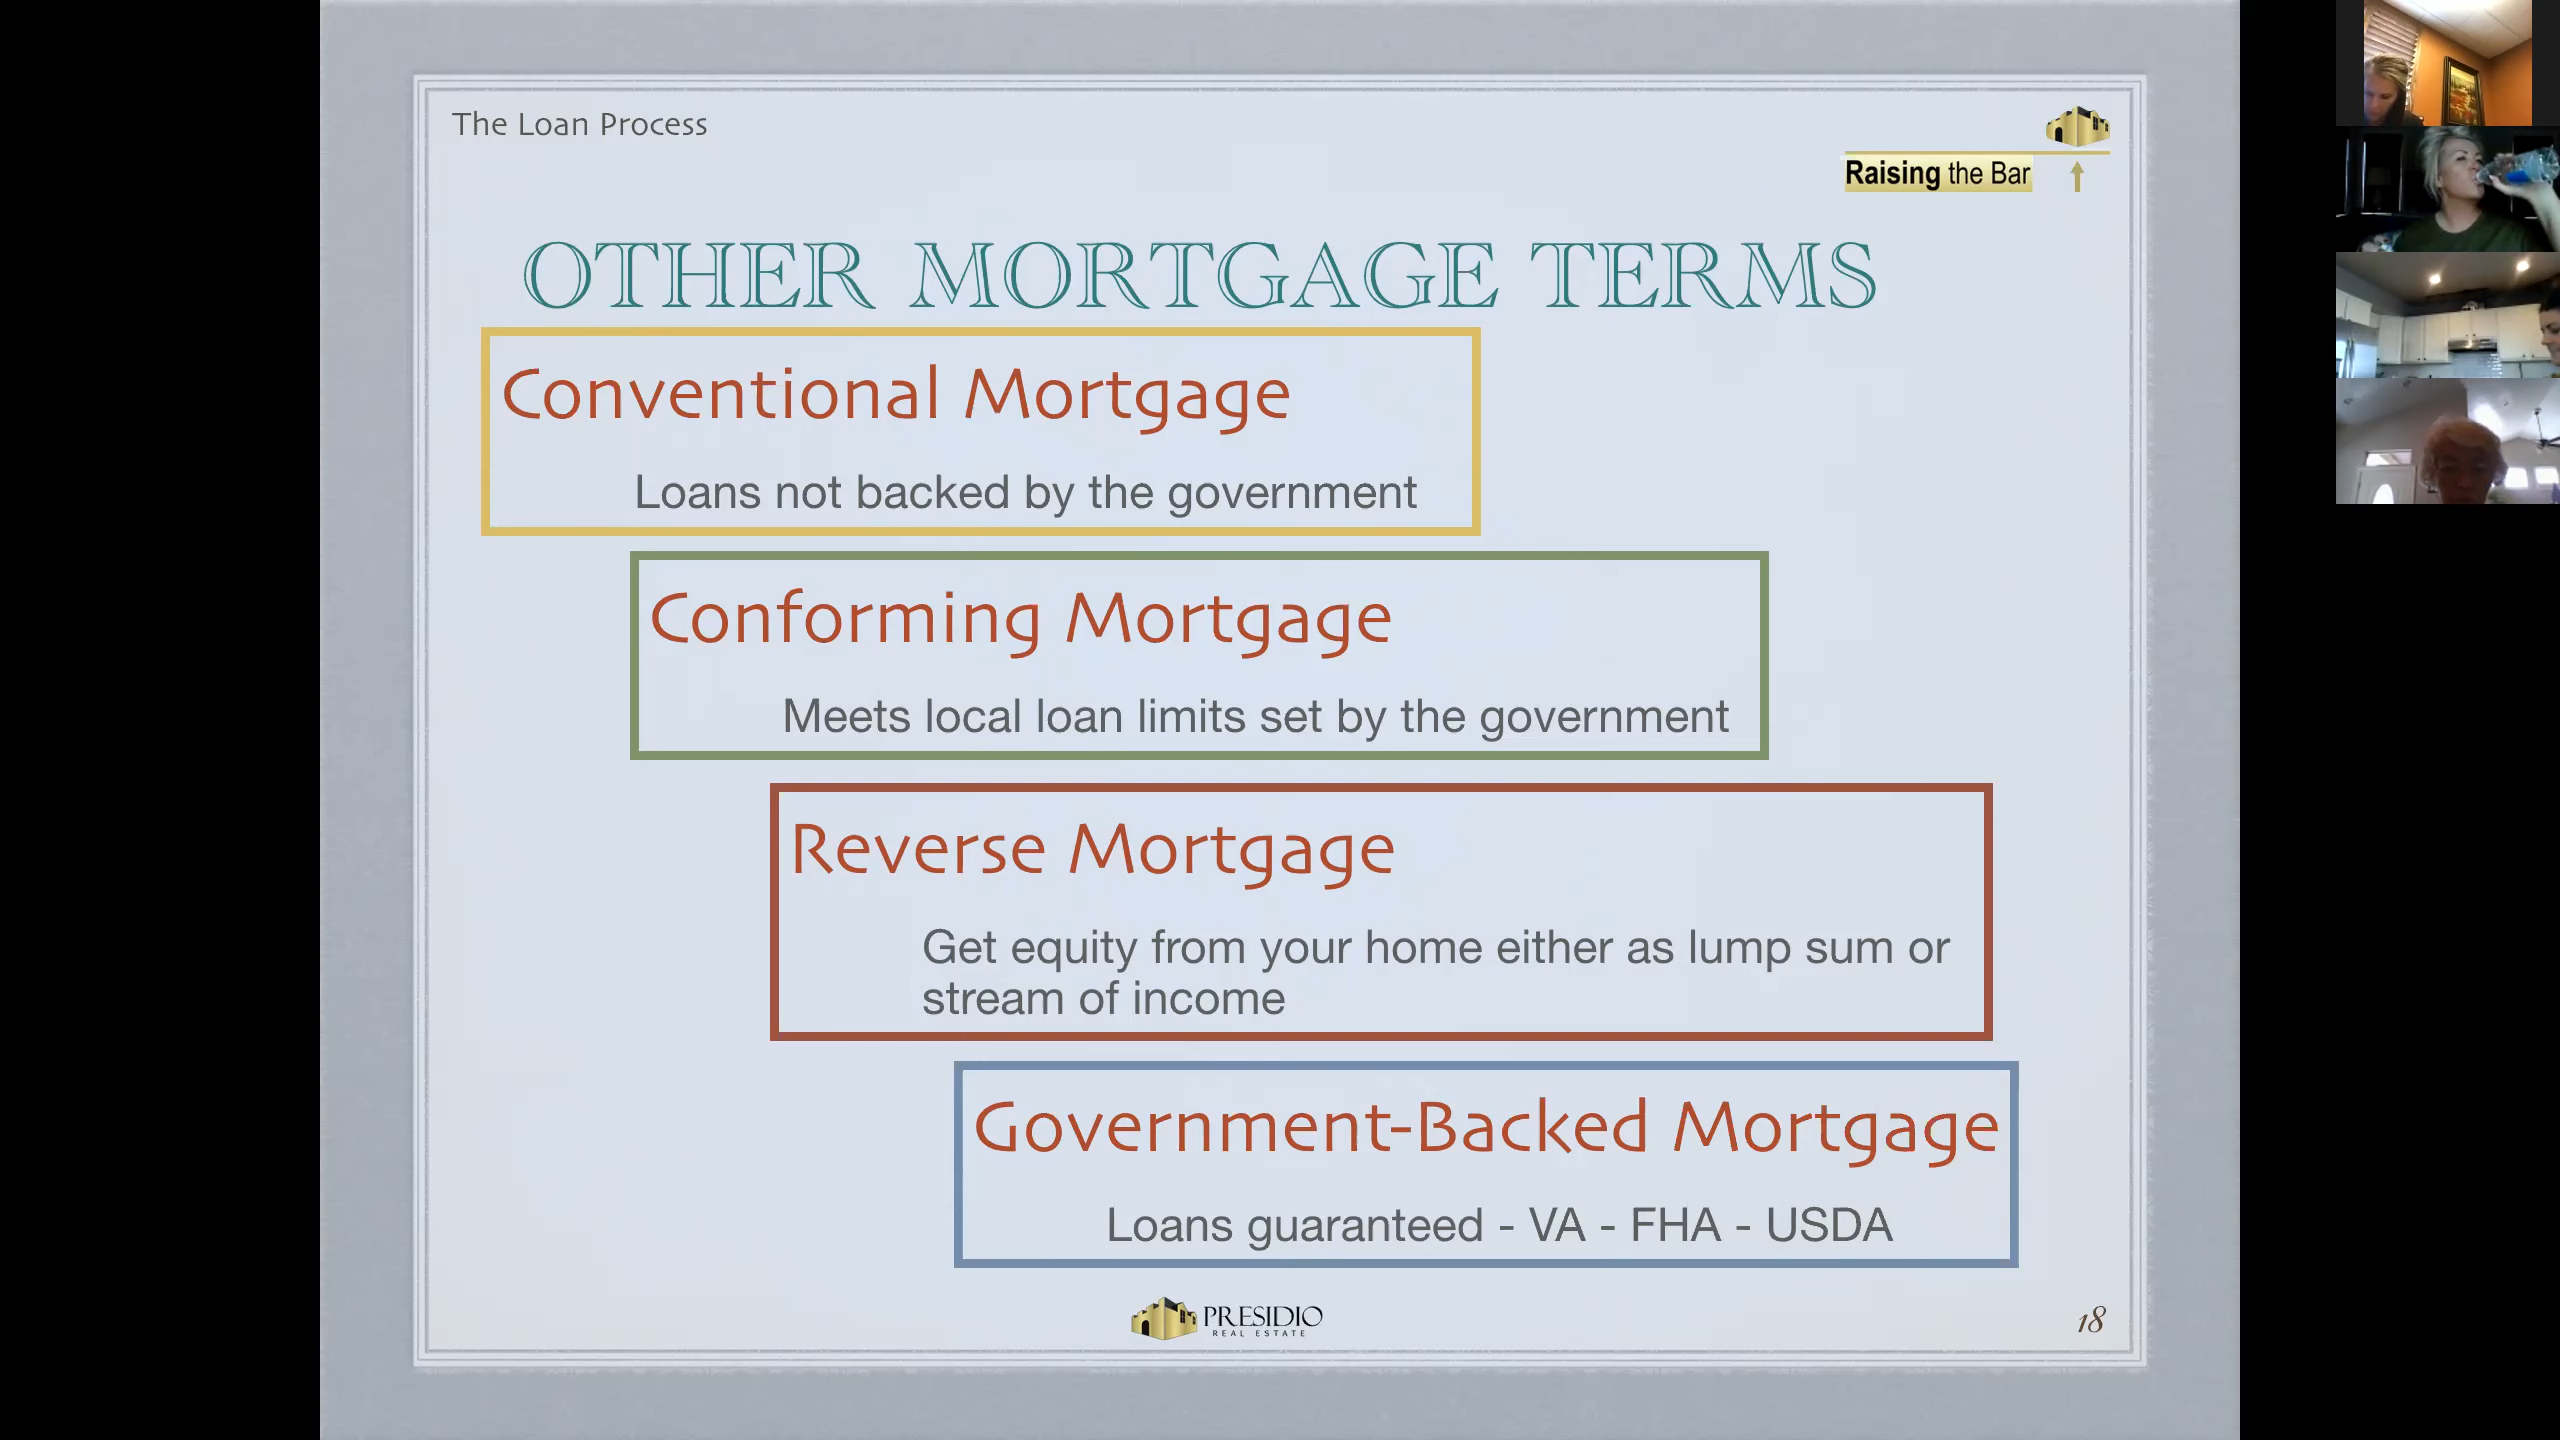 The Loan Process
Raising the Bar
OTHER MORTGAGE TERMS
Conventional Mortgage
Loans not backed by the government
Conforming Mortgage
Meets local loan limits set by the government
Reverse Mortgage
Get equity from your home either as lump sum or
stream of income
Government-Backed Mortgage
Loans guaranteed - VA - FHA - USDA
PRESIDIO
REAL ESTATE
18